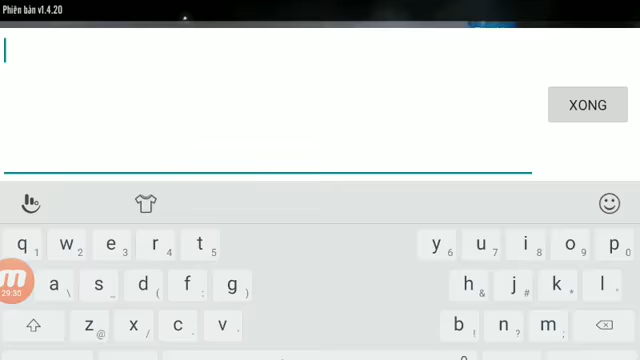 Phiên bản v1.4.20
XONG
q 1 w 2 e 3 r 4 t 5 y 6 u 7 i 8 o 9 p 0
a \ s _ d ( f : g ) h & j # k * l "
z @ x / c - v ' b ! n ? m ;
29:30